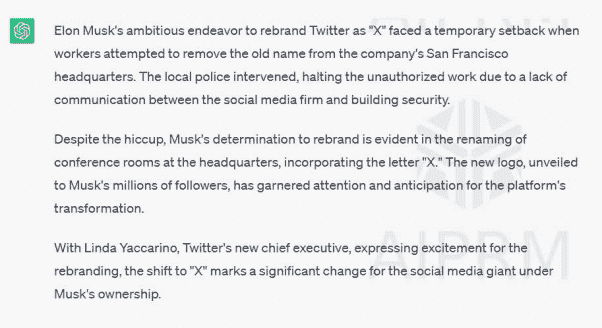 Elon Musk's ambitious endeavor to rebrand Twitter as "X" faced a temporary setback when
workers attempted to remove the old name from the company's San Francisco
headquarters. The local police intervened, halting the unauthorized work due to a lack of
communication between the social media firm and building security.
Despite the hiccup, Musk's determination to rebrand is evident in the renaming of
conference rooms at the headquarters, incorporating the letter "X." The new logo, unveiled
to Musk's millions of followers, has garnered attention and anticipation for the platform's
transformation.
With Linda Yaccarino, Twitter's new chief executive, expressing excitement for the
rebranding, the shift to "X" marks a significant change for the social media giant under
Musk's ownership.
AIPRM